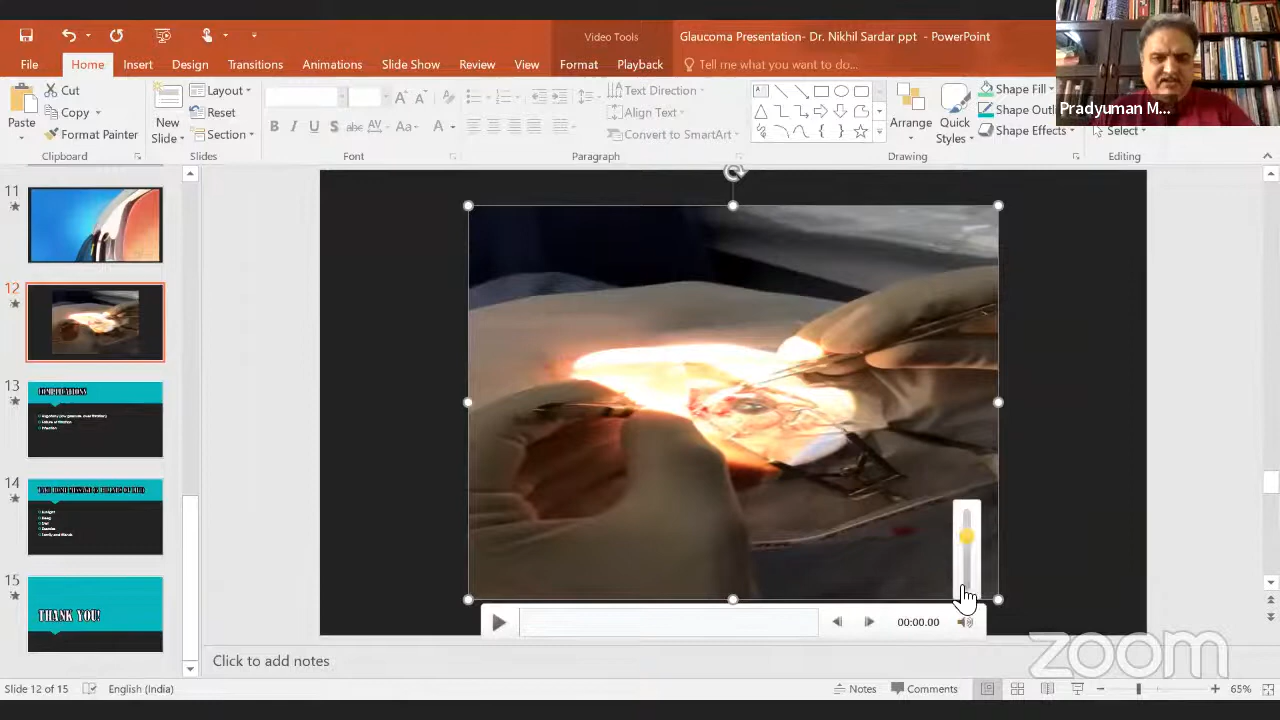 Video Tools
Glaucoma Presentation- Dr. Nikhil Sardar ppt - PowerPoint
File
Home
Insert
Design
Transitions
Animations
Slide Show
Review
View
Format
Playback
Tell me what you want to do...
Paste
Cut
Copy
Format Painter
Clipboard
New
Slide
Layout
Reset
Section
Slides
Font
Text Direction
Align Text
Convert to SmartArt
Paragraph
Arrange
Quick
Styles
Shape Fill
Shape Out
Shape Effects
Drawing
Select
Editing
Pradyuman M...
11
12
13
COMPLICATIONS
Infection
14
15
THANK YOU!
00:00.00
zoom
Click to add notes
Slide 12 of 15
English (India)
Notes
Comments
65%